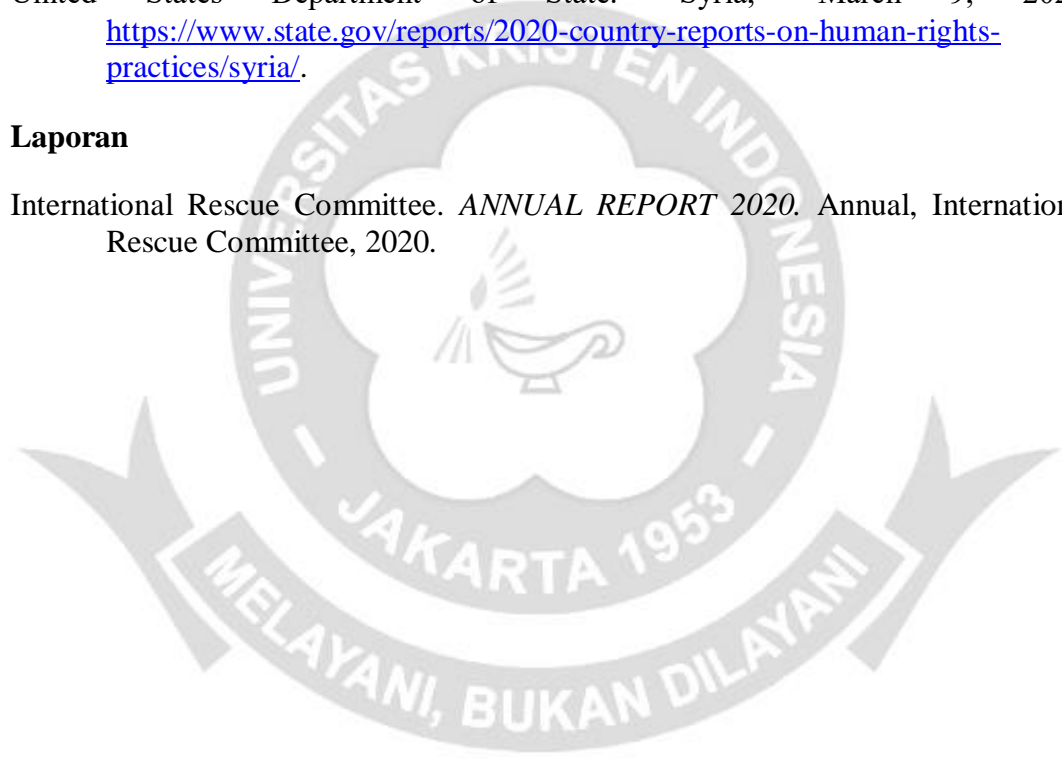 United States Department of State. "Syria," March 9, 202
https://www.state.gov/reports/2020-country-reports-on-human-rights-
practices/syria/.
Laporan
International Rescue Committee. ANNUAL REPORT 2020. Annual, Internation
Rescue Committee, 2020.
UNIVERSITAS KRISTEN INDONESIA
- JAKARTA 1953 -
MELAYANI, BUKAN DILAYANI